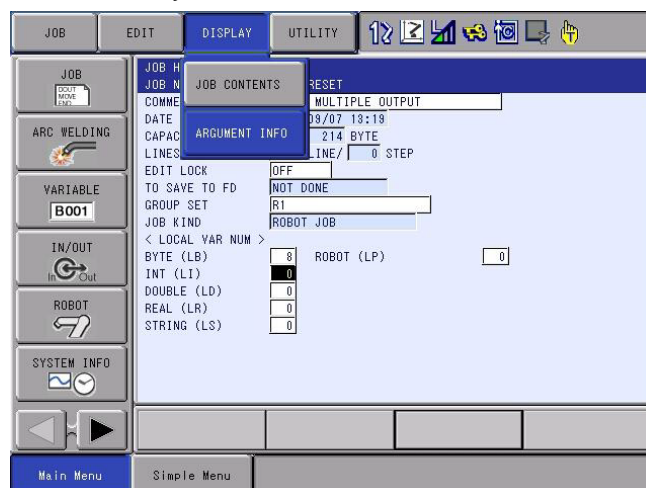 JOB EDIT DISPLAY UTILITY 12
JOB
DOUT
MOVE
END
ARC WELDING
VARIABLE
B001
IN/OUT
In Out
ROBOT
SYSTEM INFO
JOB CONTENTS
ARGUMENT INFO
JOB H
JOB N RESET
COMME MULTIPLE OUTPUT
DATE 09/07 13:19
CAPAC 214 BYTE
LINES LINE/ 0 STEP
EDIT LOCK OFF
TO SAVE TO FD NOT DONE
GROUP SET R1
JOB KIND ROBOT JOB
< LOCAL VAR NUM >
BYTE (LB) 8 ROBOT (LP) 0
INT (LI) 0
DOUBLE (LD) 0
REAL (LR) 0
STRING (LS) 0
Main Menu Simple Menu